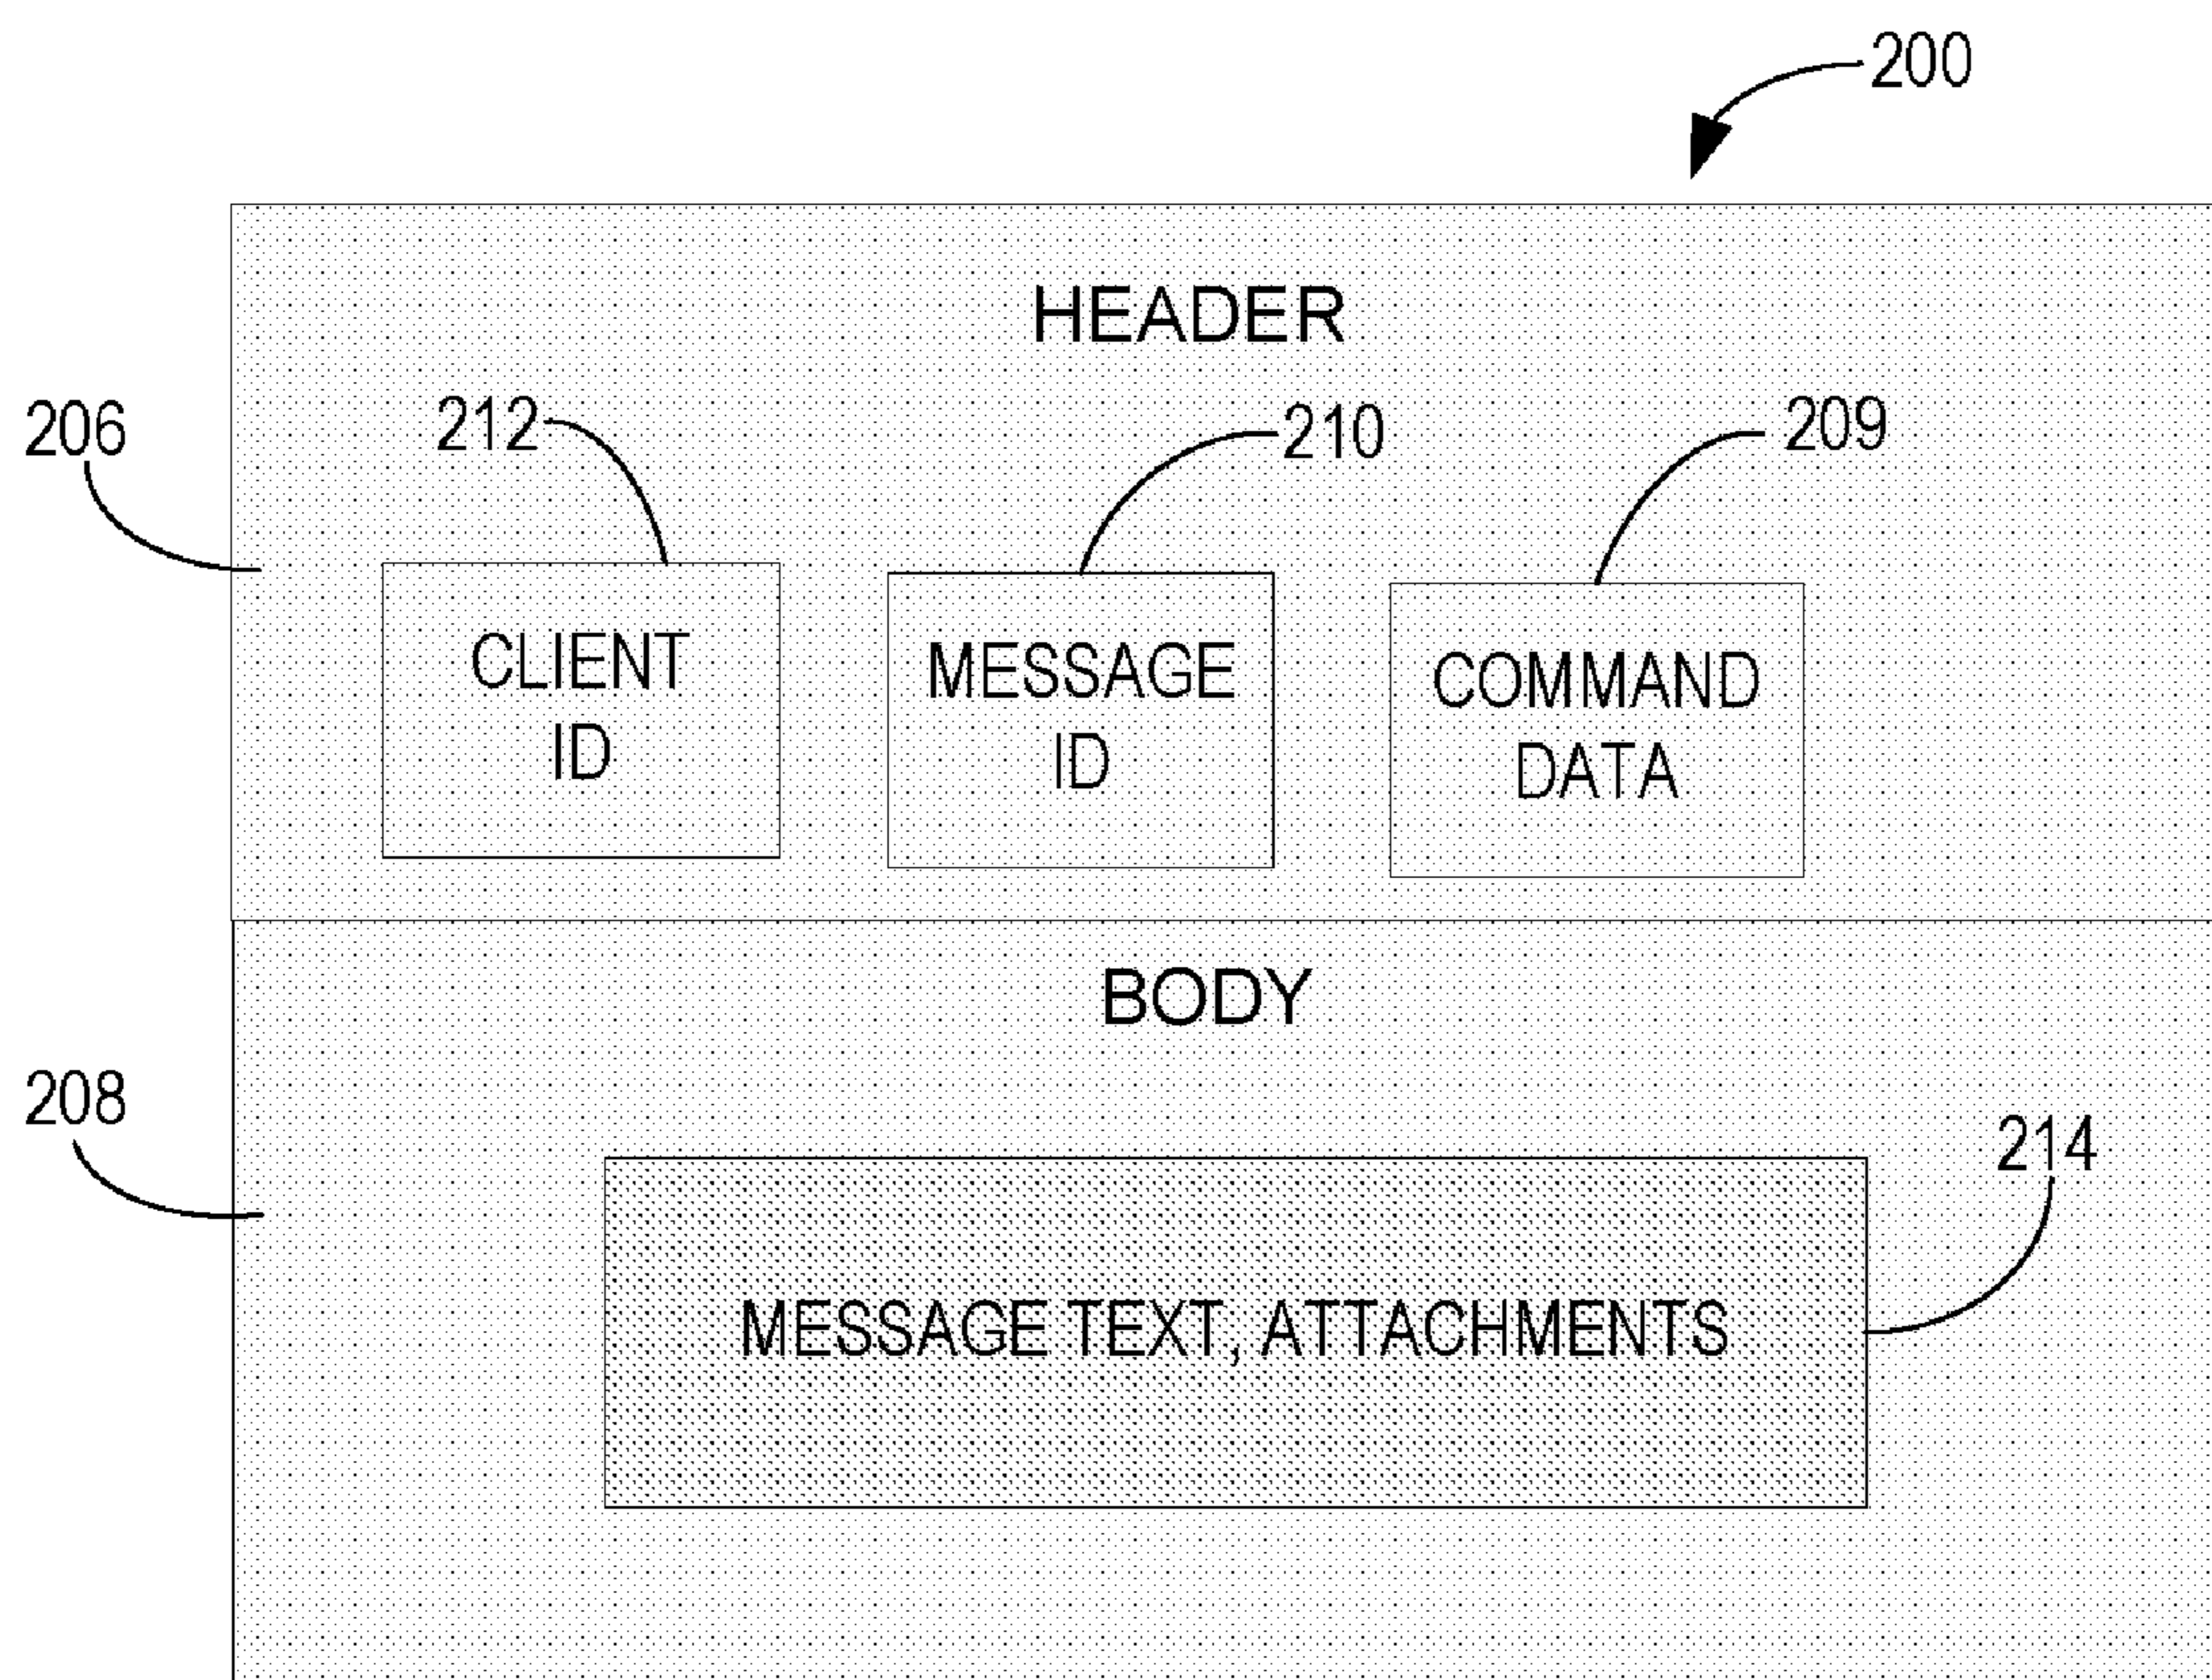 200
HEADER
206
212
210
209
CLIENT
ID
MESSAGE
ID
COMMAND
DATA
BODY
208
214
MESSAGE TEXT, ATTACHMENTS